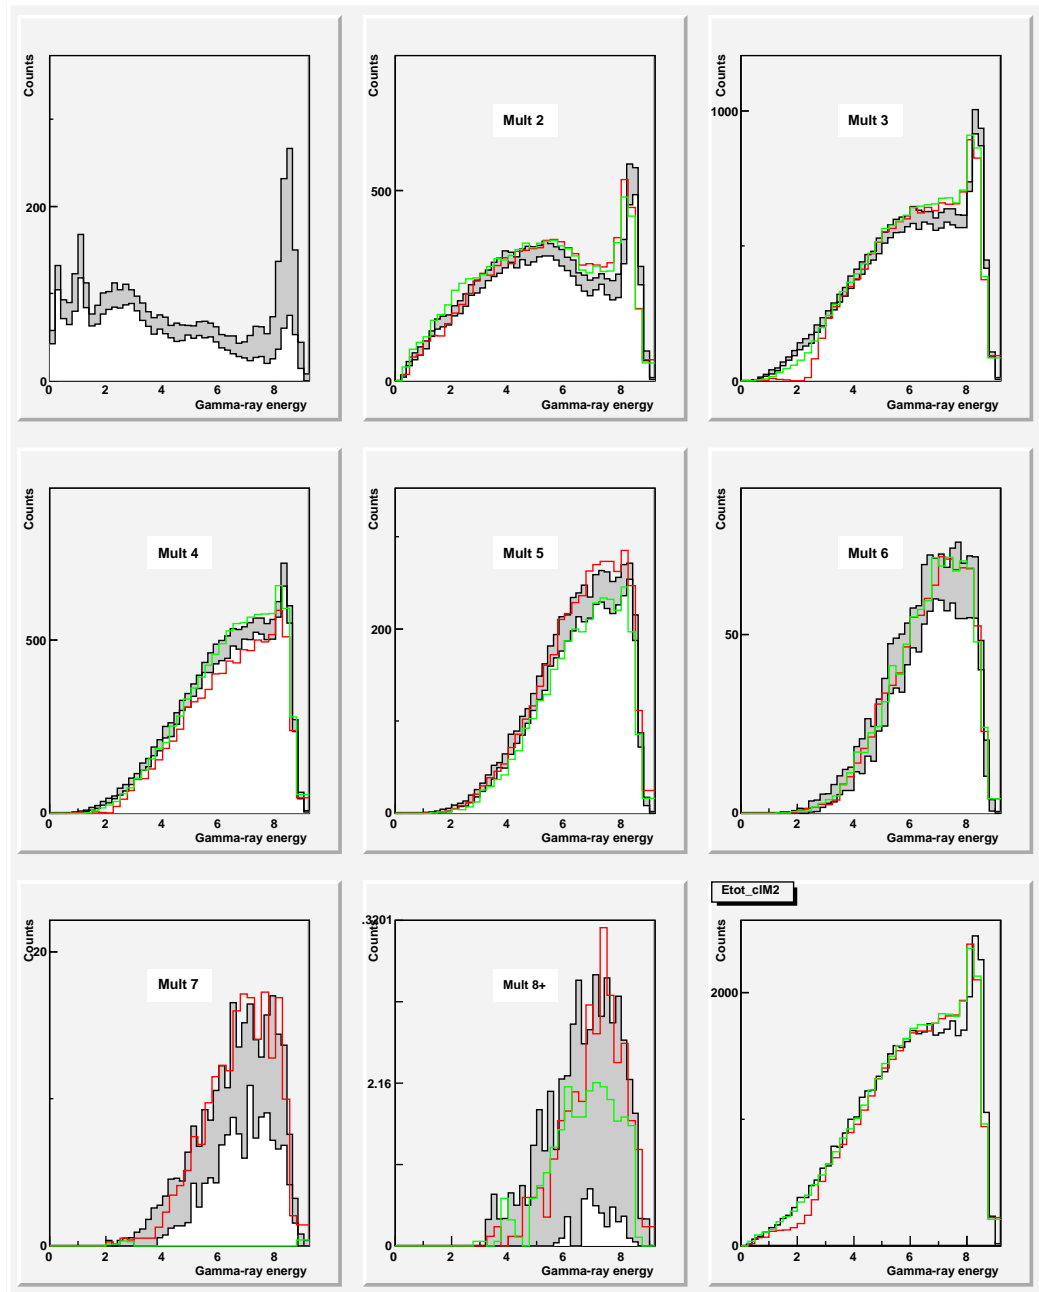 Counts
200
0
0 2 4 6 8
Gamma-ray energy
Counts
Mult 2
500
0
0 2 4 6 8
Gamma-ray energy
Counts
1000
Mult 3
0
0 2 4 6 8
Gamma-ray energy
Counts
Mult 4
500
0
0 2 4 6 8
Gamma-ray energy
Counts
Mult 5
200
0
0 2 4 6 8
Gamma-ray energy
Counts
Mult 6
50
0
0 2 4 6 8
Gamma-ray energy
Counts
20
Mult 7
0
0 2 4 6 8
Gamma-ray energy
.3201
Counts
Mult 8+
2.16
0
0 2 4 6 8
Gamma-ray energy
Etot_clM2
Counts
2000
0
0 2 4 6 8
Gamma-ray energy